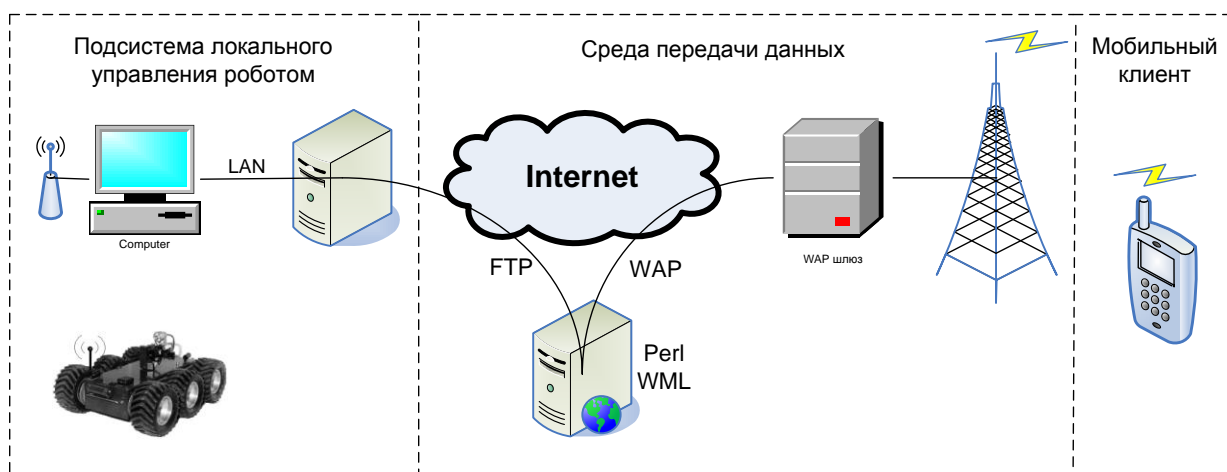 Подсистема локального
управления роботом
Среда передачи данных
Мобильный
клиент
LAN
Internet
Computer
FTP
WAP
WAP шлюз
Perl
WML